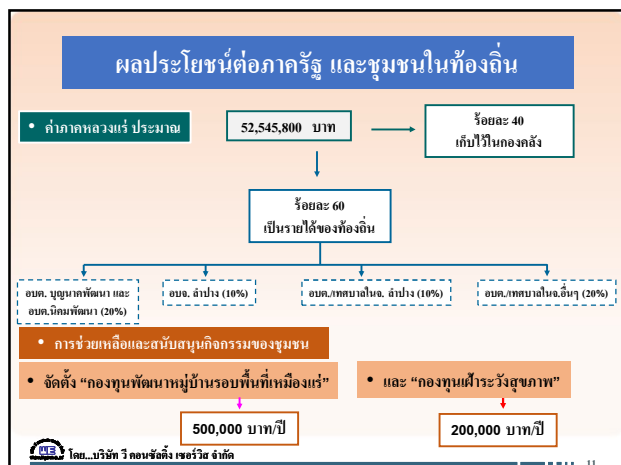 ผลประโยชน์ต่อภาครัฐ และชุมชนในท้องถิ่น
• ค่าภาคหลวงแร่ ประมาณ
52,545,800 บาท
ร้อยละ 40
เก็บไว้ในกองคลัง
ร้อยละ 60
เป็นรายได้ของท้องถิ่น
อบต. บุญนาคพัฒนา และ
อบต.นิคมพัฒนา (20%)
อบจ. ลำปาง (10%)
อบต./เทศบาลในจ. ลำปาง (10%)
อบต./เทศบาลในจ.อื่นๆ (20%)
• การช่วยเหลือและสนับสนุนกิจกรรมของชุมชน
• จัดตั้ง “กองทุนพัฒนาหมู่บ้านรอบพื้นที่เหมืองแร่”
• และ “กองทุนเฝ้าระวังสุขภาพ”
500,000 บาท/ปี
200,000 บาท/ปี
โดย...บริษัท วี คอนซัลติ้ง เซอร์วิส จำกัด